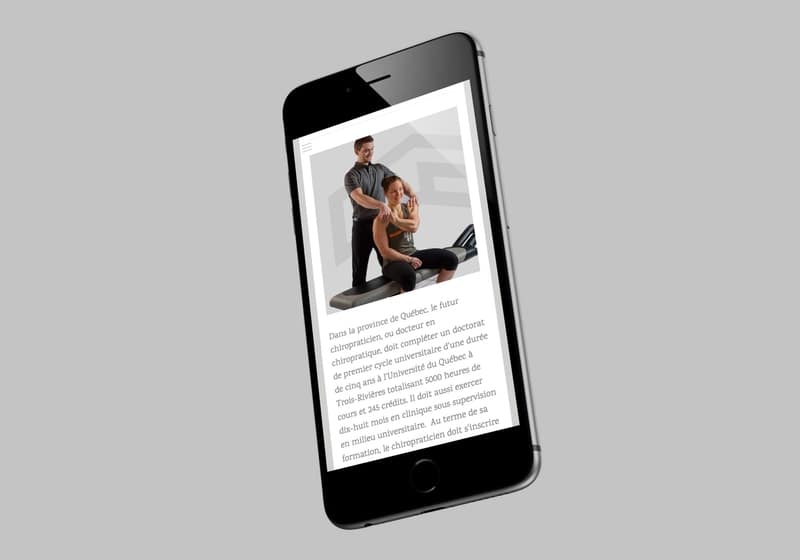 Dans la province de Québec, le futur
chiropraticien, ou docteur en
chiropratique, doit compléter un doctorat
de premier cycle universitaire d'une durée
de cinq ans à l'Université du Québec à
Trois-Rivières totalisant 5000 heures de
cours et 245 crédits. Il doit aussi exercer
dix-huit mois en clinique sous supervision
en milieu universitaire. Au terme de sa
formation, le chiropraticien doit s'inscrire